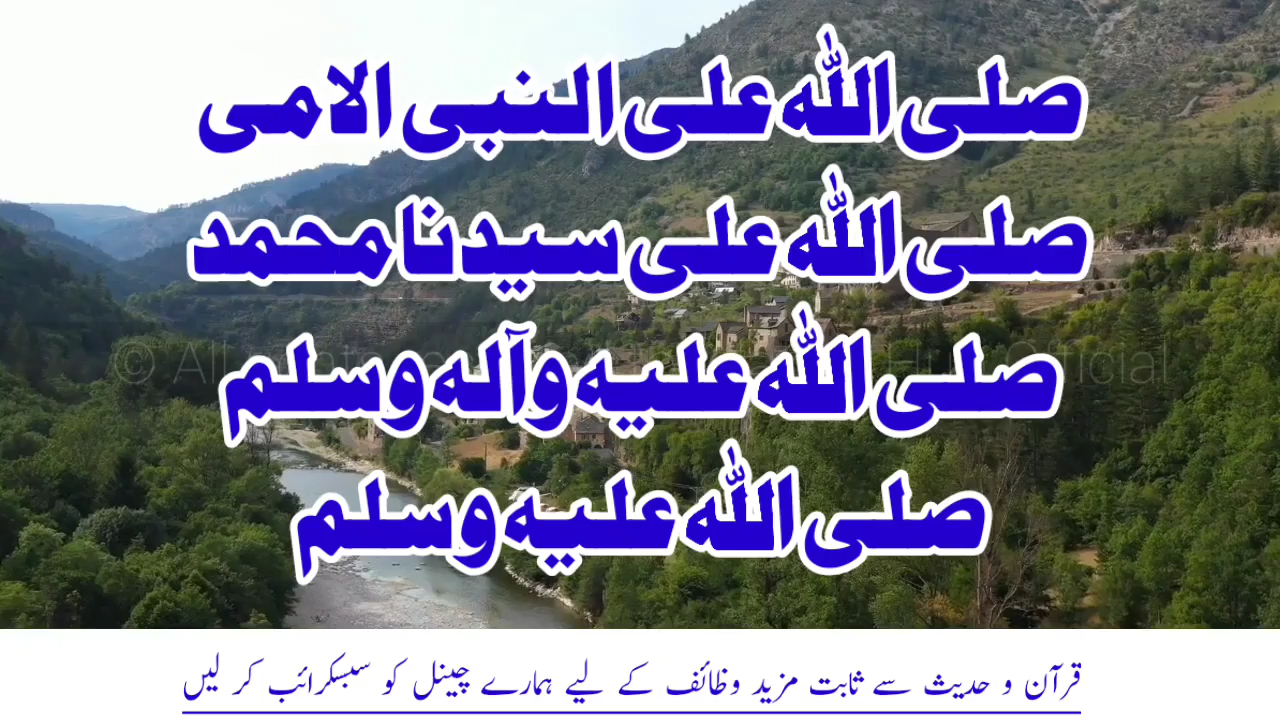 صلی اللہ علی النبی الامی
صلی اللہ علی سیدنا محمد
صلی اللہ علیہ وآلہ وسلم
صلی اللہ علیہ وسلم
قرآن و حدیث سے ثابت مزید وظائف کے لیے ہمارے چینل کو سبسکرائب کر لیں